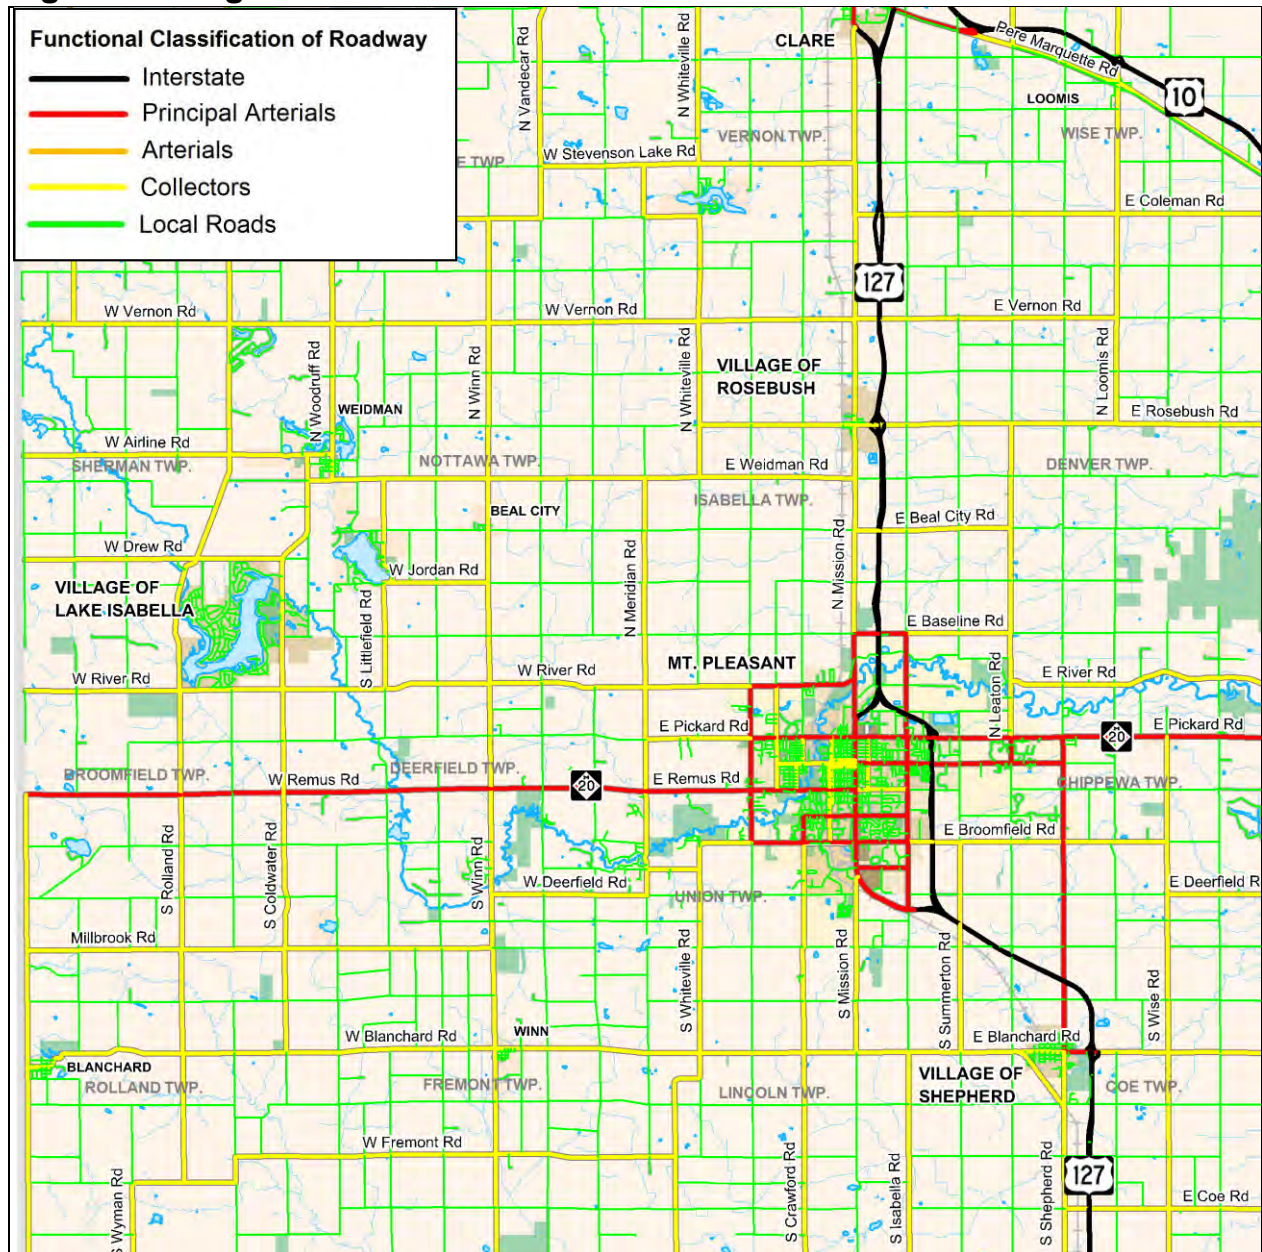 Functional Classification of Roadway
Interstate
Principal Arterials
Arterials
Collectors
Local Roads
CLARE
Pere Marquette Rd
10
LOOMIS
N Vandecar Rd
N Whiteville Rd
VERNON TWP.
WISE TWP.
E TWP
W Stevenson Lake Rd
E Coleman Rd
127
W Vernon Rd
W Vernon Rd
E Vernon Rd
N Woodruff Rd
N Winn Rd
N Whiteville Rd
VILLAGE OF
ROSEBUSH
N Loomis Rd
WEIDMAN
E Rosebush Rd
W Airline Rd
SHERMAN TWP.
NOTTAWA TWP.
E Weidman Rd
DENVER TWP.
ISABELLA TWP.
BEAL CITY
E Beal City Rd
W Drew Rd
N Meridian Rd
N Mission Rd
W Jordan Rd
VILLAGE OF
LAKE ISABELLA
S Littlefield Rd
E Baseline Rd
W River Rd
W River Rd
MT. PLEASANT
N Leaton Rd
E River Rd
E Pickard Rd
20
E Pickard Rd
BROOMFIELD TWP.
W Remus Rd
DEERFIELD TWP.
20
E Remus Rd
CHIPPEWA TWP.
S Rolland Rd
S Coldwater Rd
S Winn Rd
E Broomfield Rd
W Deerfield Rd
UNION TWP.
E Deerfield R
Millbrook Rd
S Whiteville Rd
S Mission Rd
S Summerton Rd
S Wise Rd
W Blanchard Rd
WINN
E Blanchard Rd
BLANCHARD
ROLLAND TWP.
FREMONT TWP.
LINCOLN TWP.
VILLAGE OF
SHEPHERD
COE TWP.
W Fremont Rd
S Wyman Rd
S Crawford Rd
S Isabella Rd
S Shepherd Rd
127
E Coe Rd